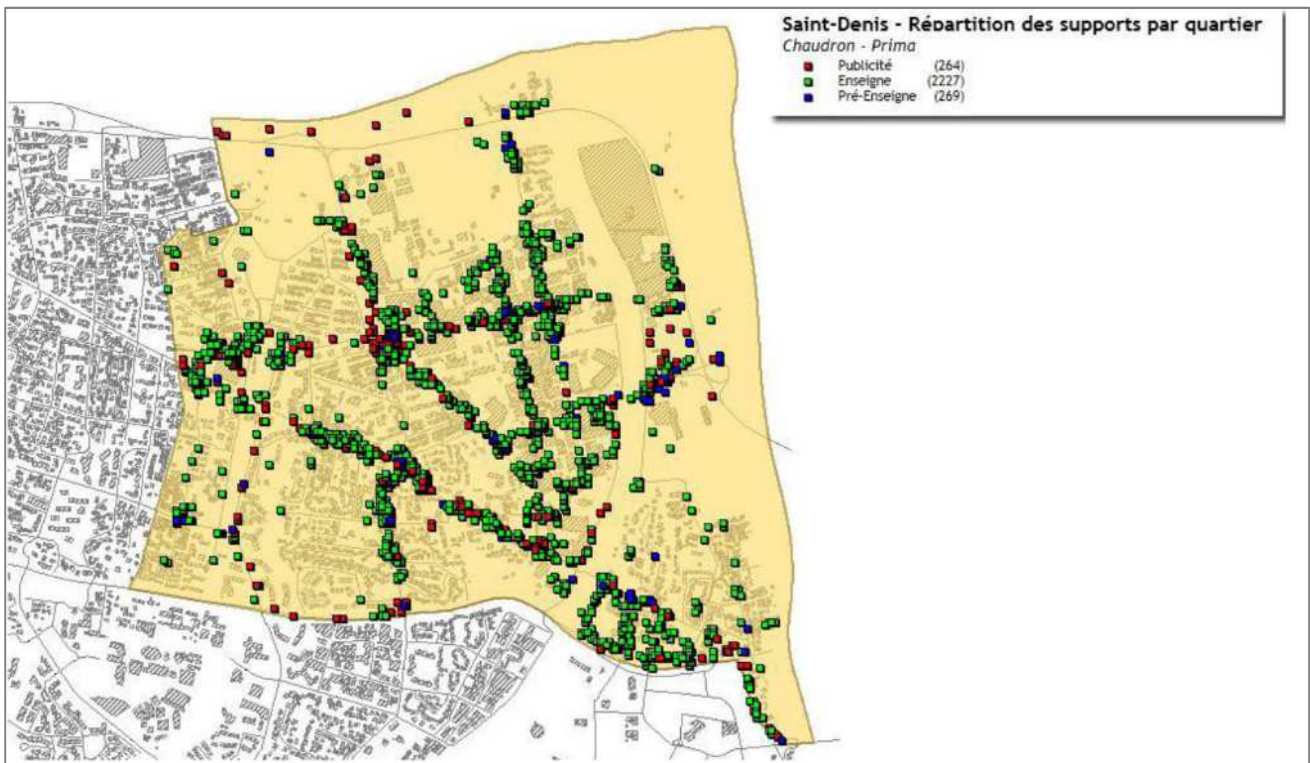 Saint-Denis - Répartition des supports par quartier
Chaudron - Prima
Publicité (264)
Enseigne (2227)
Pré-Enseigne (269)